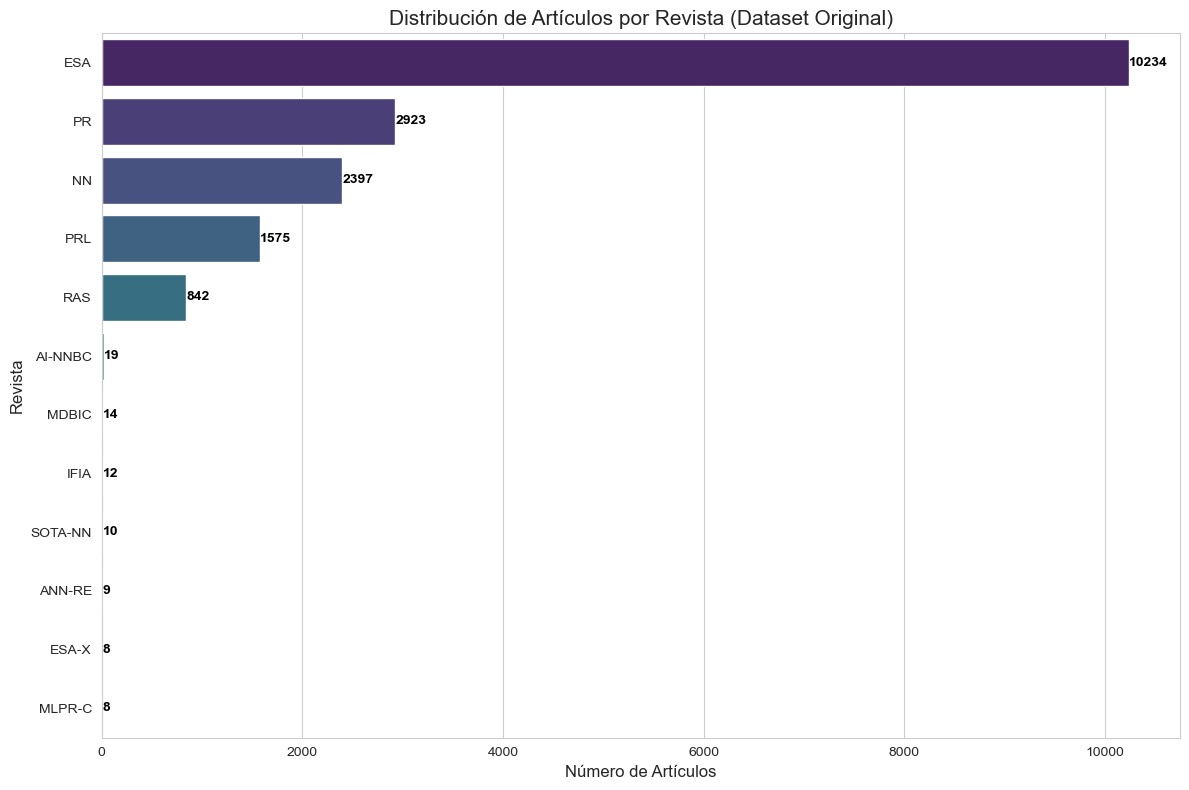 Distribución de Artículos por Revista (Dataset Original)
Revista
ESA 10234
PR 2923
NN 2397
PRL 1575
RAS 842
AI-NNBC 19
MDBIC 14
IFIA 12
SOTA-NN 10
ANN-RE 9
ESA-X 8
MLPR-C 8
0 2000 4000 6000 8000 10000
Número de Artículos